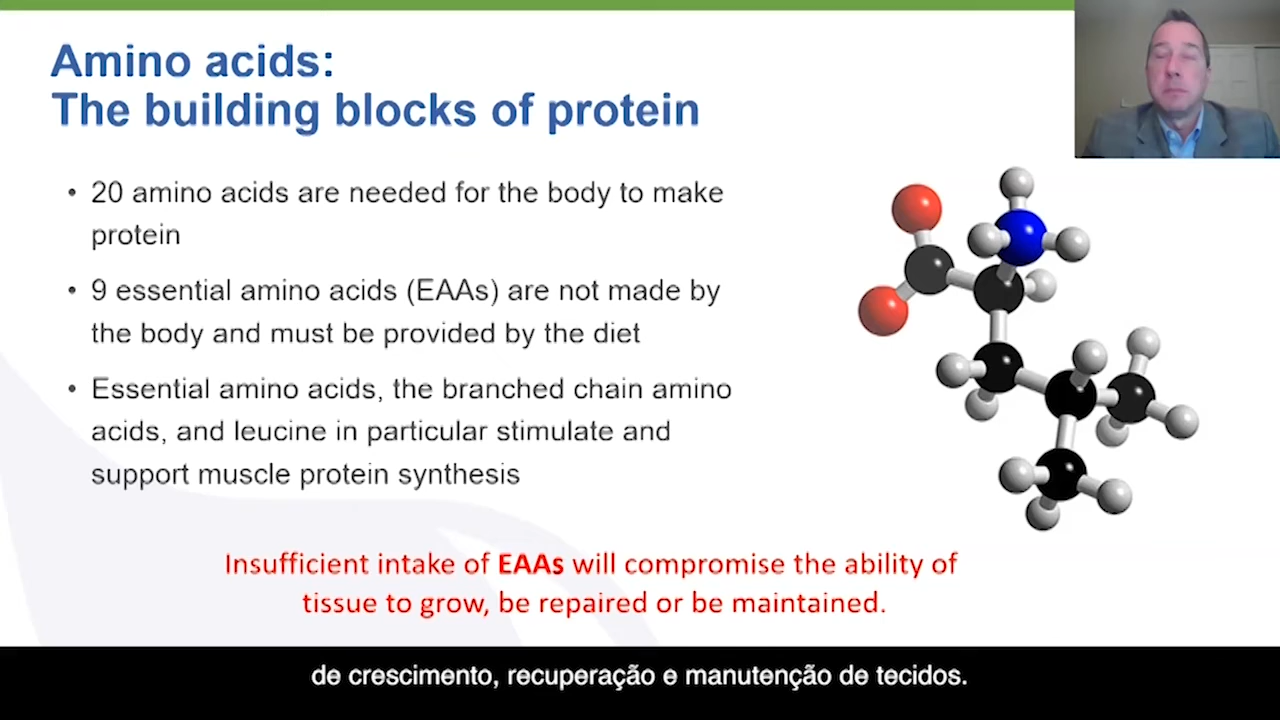 Amino acids:
The building blocks of protein
• 20 amino acids are needed for the body to make
protein
• 9 essential amino acids (EAAs) are not made by
the body and must be provided by the diet
• Essential amino acids, the branched chain amino
acids, and leucine in particular stimulate and
support muscle protein synthesis
Insufficient intake of EAAs will compromise the ability of
tissue to grow, be repaired or be maintained.
de crescimento, recuperação e manutenção de tecidos.